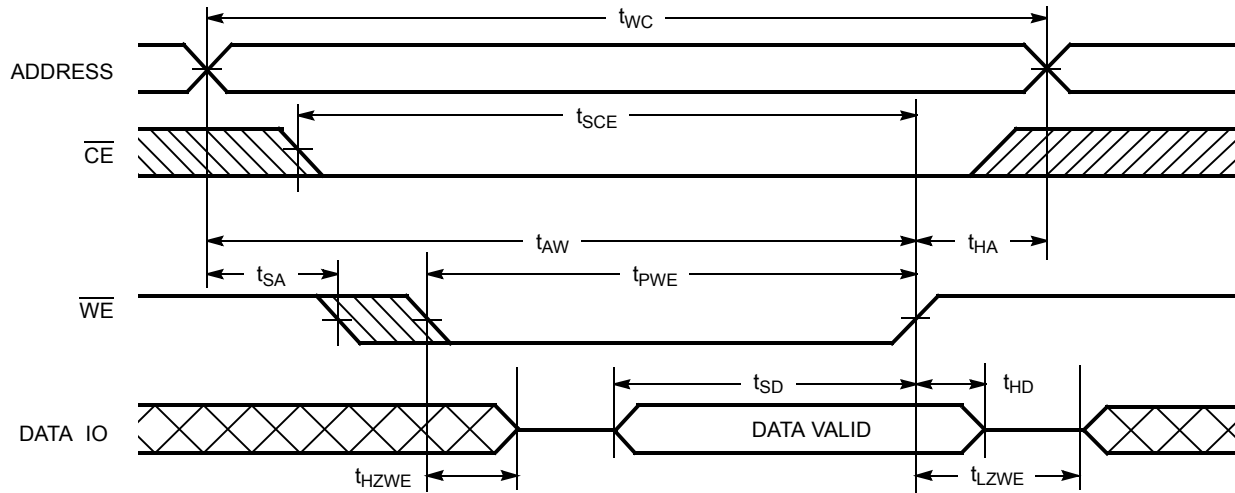 tWC
ADDRESS
tSCE
CE
tAW
tHA
tSA
tPWE
WE
tSD
tHD
DATA IO
DATA VALID
tHZWE
tLZWE